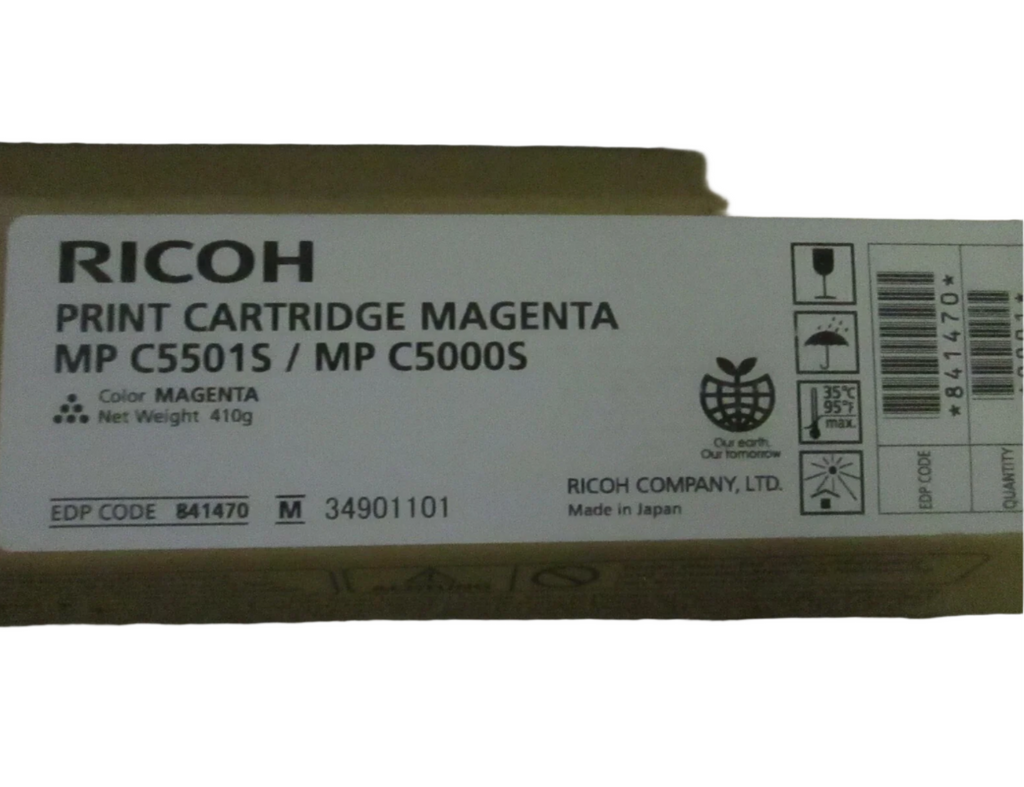 RICOH
PRINT CARTRIDGE MAGENTA
MP C5501S / MP C5000S
Color MAGENTA
Net Weight 410g
EDP CODE 841470 M 34901101
Our earth,
Our tomorrow
RICOH COMPANY, LTD.
Made in Japan
35°C
95°F
max.
*841470*
EDP CODE
QUANTITY